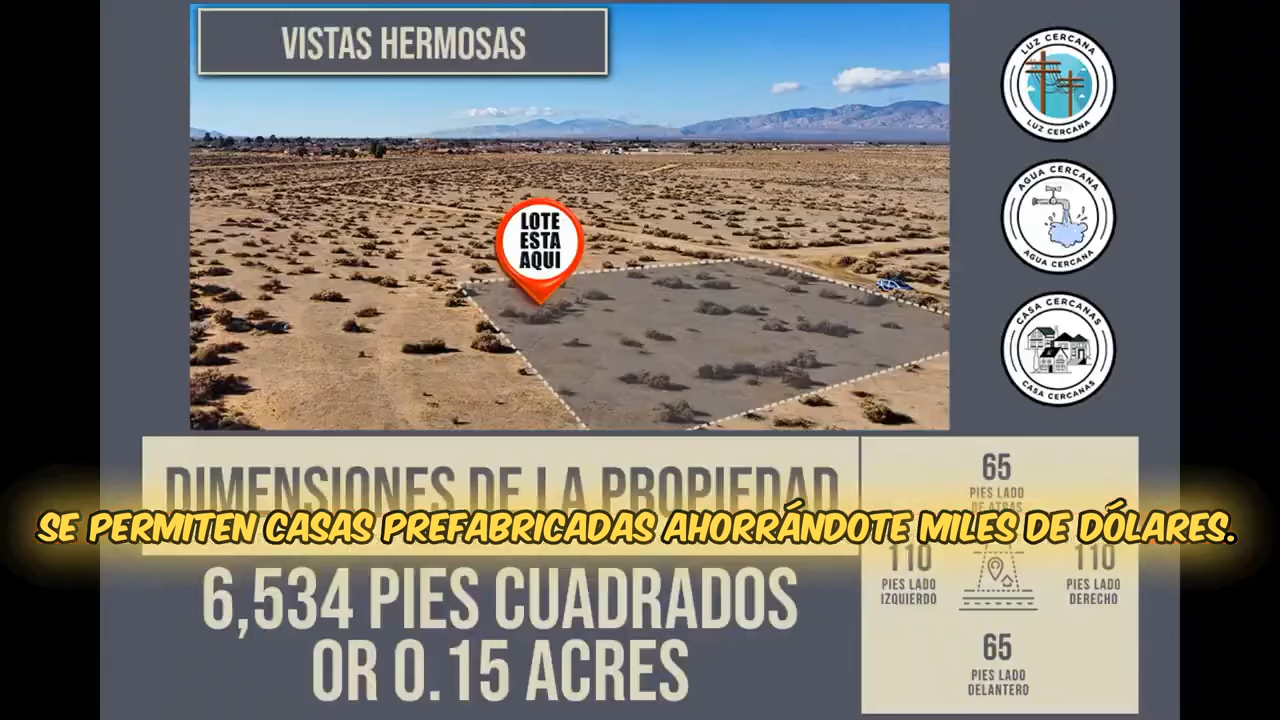 VISTAS HERMOSAS
LUZ CERCANA
LUZ CERCANA
AGUA CERCANA
AGUA CERCANA
CASA CERCANAS
CASA CERCANAS
LOTE
ESTA
AQUI
DIMENSIONES DE LA PROPIEDAD
SE PERMITEN CASAS PREFABRICADAS AHORRÁNDOTE MILES DE DÓLARES.
6,534 PIES CUADRADOS
OR 0.15 ACRES
65
PIES LADO
DE ATRAS
110
PIES LADO
IZQUIERDO
110
PIES LADO
DERECHO
65
PIES LADO
DELANTERO